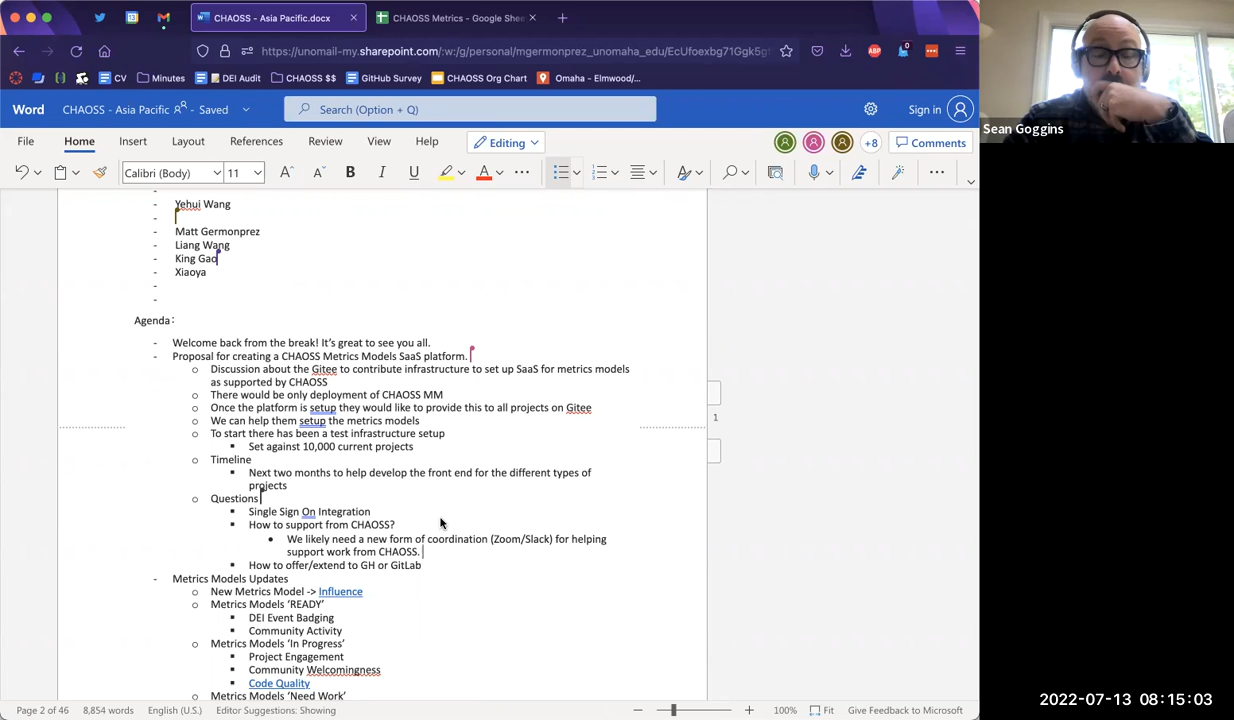 CHAOSS - Asia Pacific.docx
CHAOSS Metrics - Google Shee
https://unomail-my.sharepoint.com/:w:/g/personal/mgermonprez_unomaha_edu/EcUfoexbg71Ggk5g
ABP
0
CV
Minutes
DEI Audit
CHAOSS $$
GitHub Survey
CHAOSS Org Chart
Omaha - Elmwood/...
Word
CHAOSS - Asia Pacific
- Saved
Search (Option + Q)
Sign in
Sean Goggins
File
Home
Insert
Layout
References
Review
View
Help
Editing
+8
Comments
Calibri (Body)
11
- Yehui Wang
-
- Matt Germonprez
- Liang Wang
- King Gao
- Xiaoya
-
-
Agenda：
- Welcome back from the break! It's great to see you all.
- Proposal for creating a CHAOSS Metrics Models SaaS platform.
o Discussion about the Gitee to contribute infrastructure to set up SaaS for metrics models
as supported by CHAOSS
o There would be only deployment of CHAOSS MM
o Once the platform is setup they would like to provide this to all projects on Gitee
o We can help them setup the metrics models
o To start there has been a test infrastructure setup
▪ Set against 10,000 current projects
o Timeline
▪ Next two months to help develop the front end for the different types of
projects
o Questions
▪ Single Sign On Integration
▪ How to support from CHAOSS?
• We likely need a new form of coordination (Zoom/Slack) for helping
support work from CHAOSS.
▪ How to offer/extend to GH or GitLab
- Metrics Models Updates
o New Metrics Model -> Influence
o Metrics Models 'READY'
▪ DEI Event Badging
▪ Community Activity
o Metrics Models 'In Progress'
▪ Project Engagement
▪ Community Welcomingness
▪ Code Quality
o Metrics Models 'Need Work'
1
Page 2 of 46
8,854 words
English (U.S.)
Editor Suggestions: Showing
100%
Fit
Give Feedback to Microsoft
2022-07-13 08:15:03